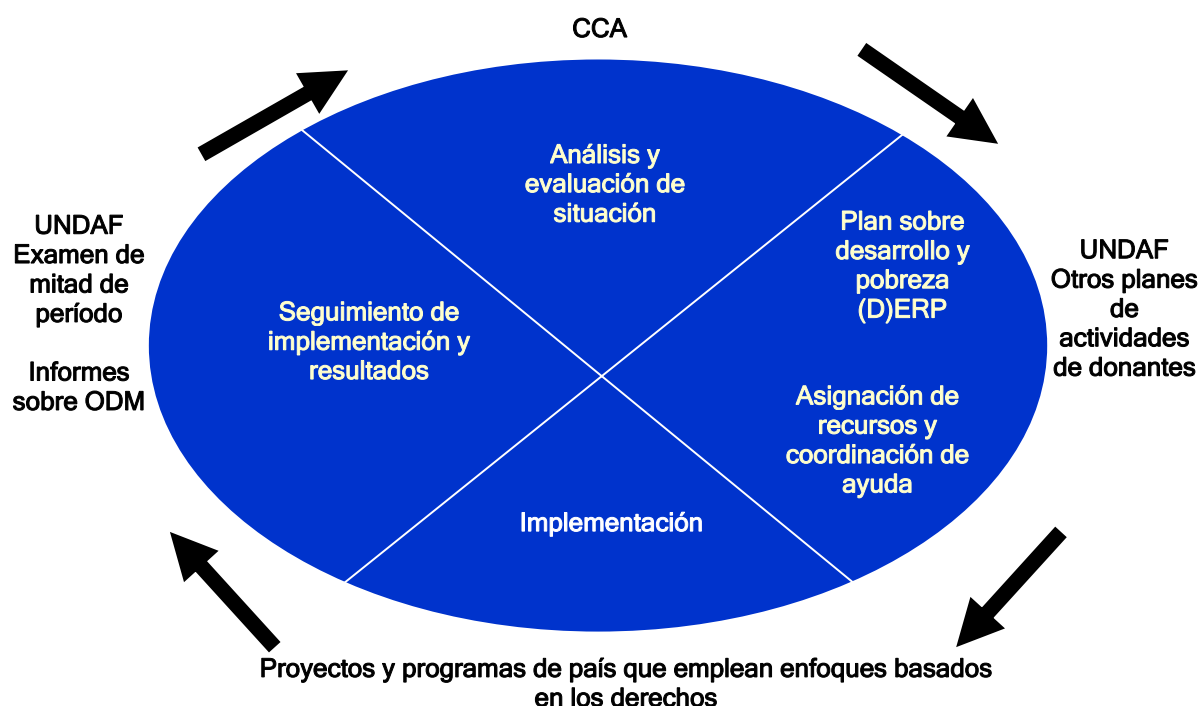 CCA
Análisis y
evaluación de
situación
Plan sobre
desarrollo y
pobreza
(D)ERP
Asignación de
recursos y
coordinación de
ayuda
UNDAF
Otros planes
de
actividades
de donantes
Implementación
Proyectos y programas de país que emplean enfoques basados
en los derechos
Seguimiento de
implementación y
resultados
UNDAF
Examen de
mitad de
período
Informes
sobre ODM